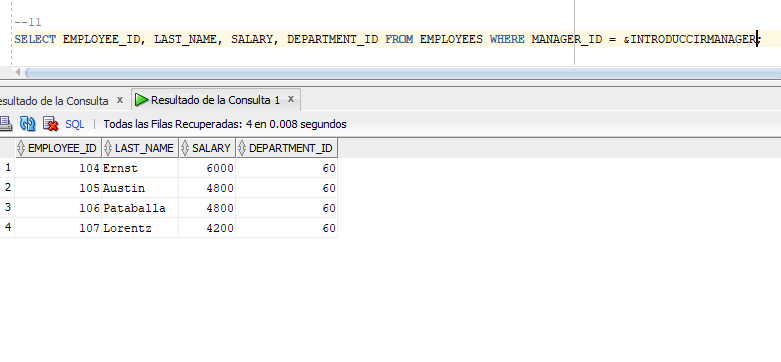 --11
SELECT EMPLOYEE_ID, LAST_NAME, SALARY, DEPARTMENT_ID FROM EMPLOYEES WHERE MANAGER_ID = &INTRODUCCIRMANAGER;
esultado de la Consulta x Resultado de la Consulta 1 x
SQL | Todas las Filas Recuperadas: 4 en 0.008 segundos
EMPLOYEE_ID LAST_NAME SALARY DEPARTMENT_ID
1 104 Ernst 6000 60
2 105 Austin 4800 60
3 106 Pataballa 4800 60
4 107 Lorentz 4200 60